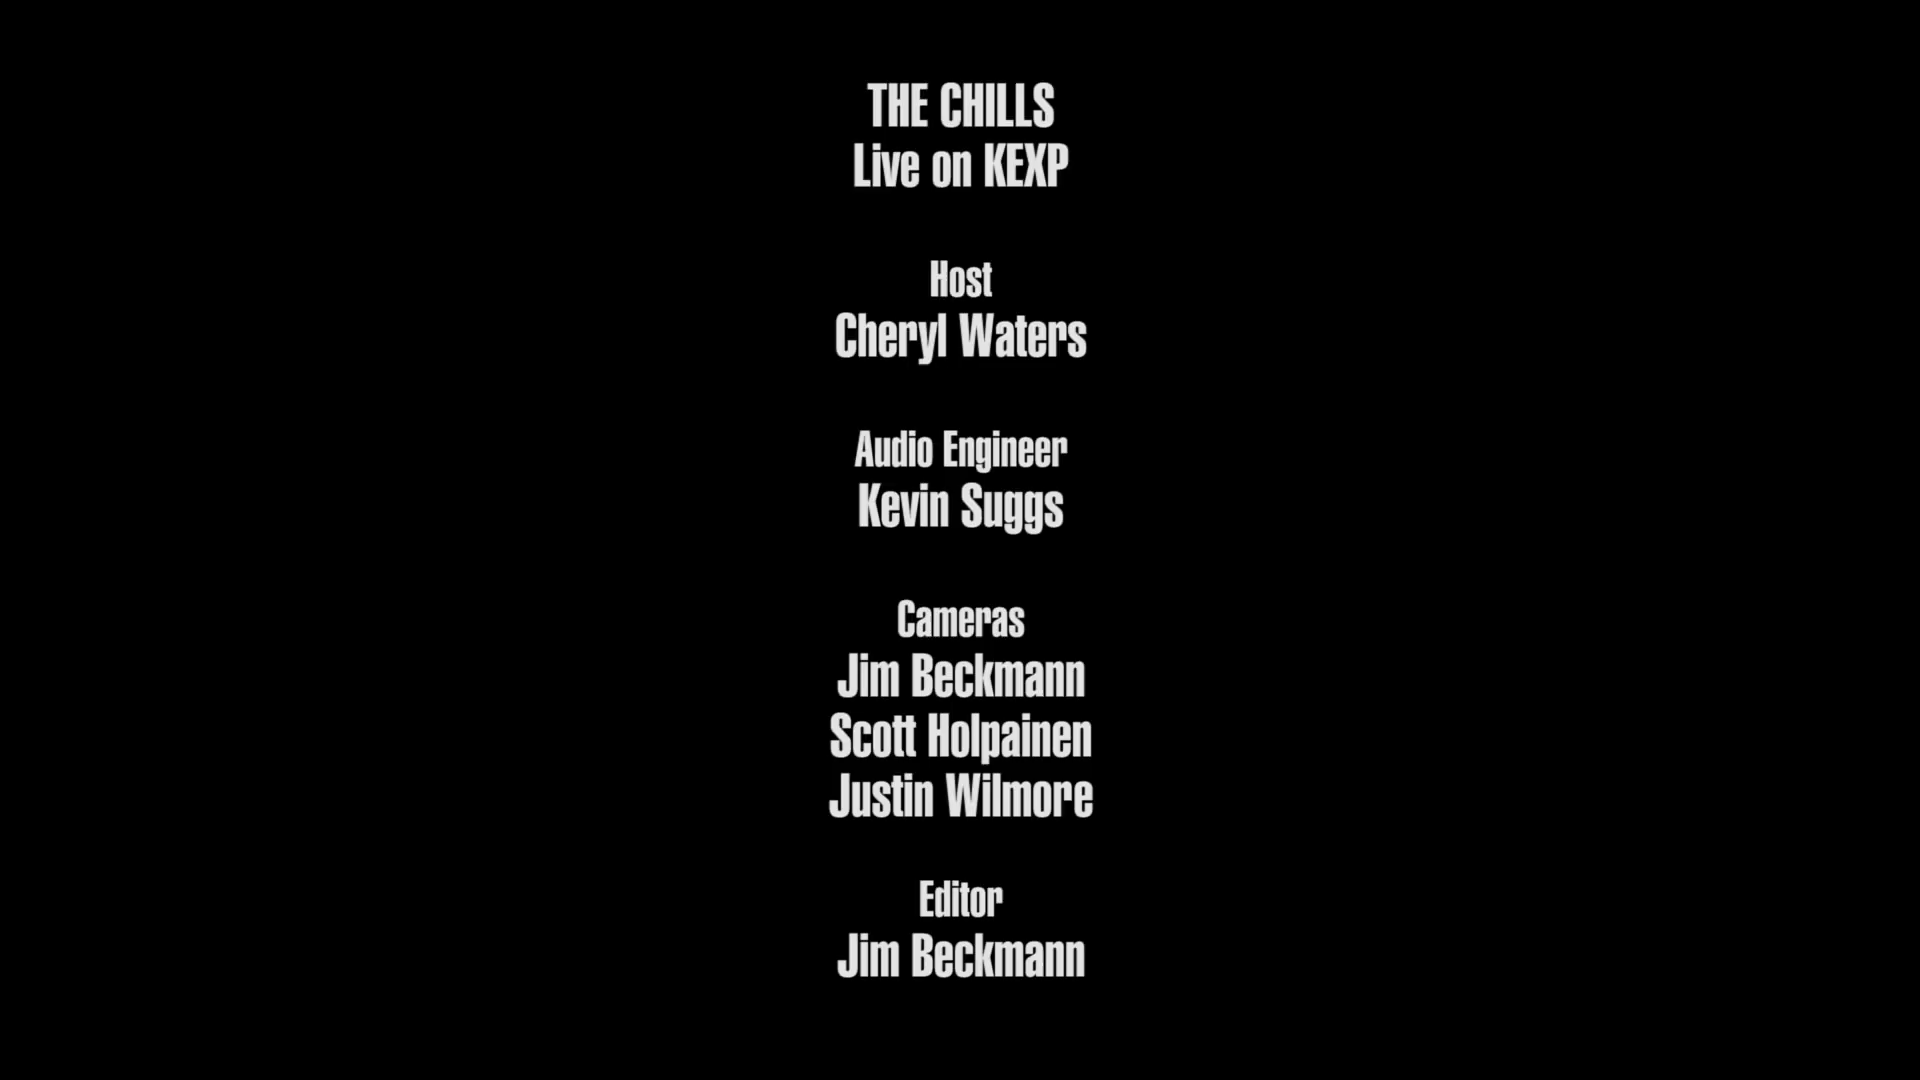 THE CHILLS
Live on KEXP
Host
Cheryl Waters
Audio Engineer
Kevin Suggs
Cameras
Jim Beckmann
Scott Holpainen
Justin Wilmore
Editor
Jim Beckmann